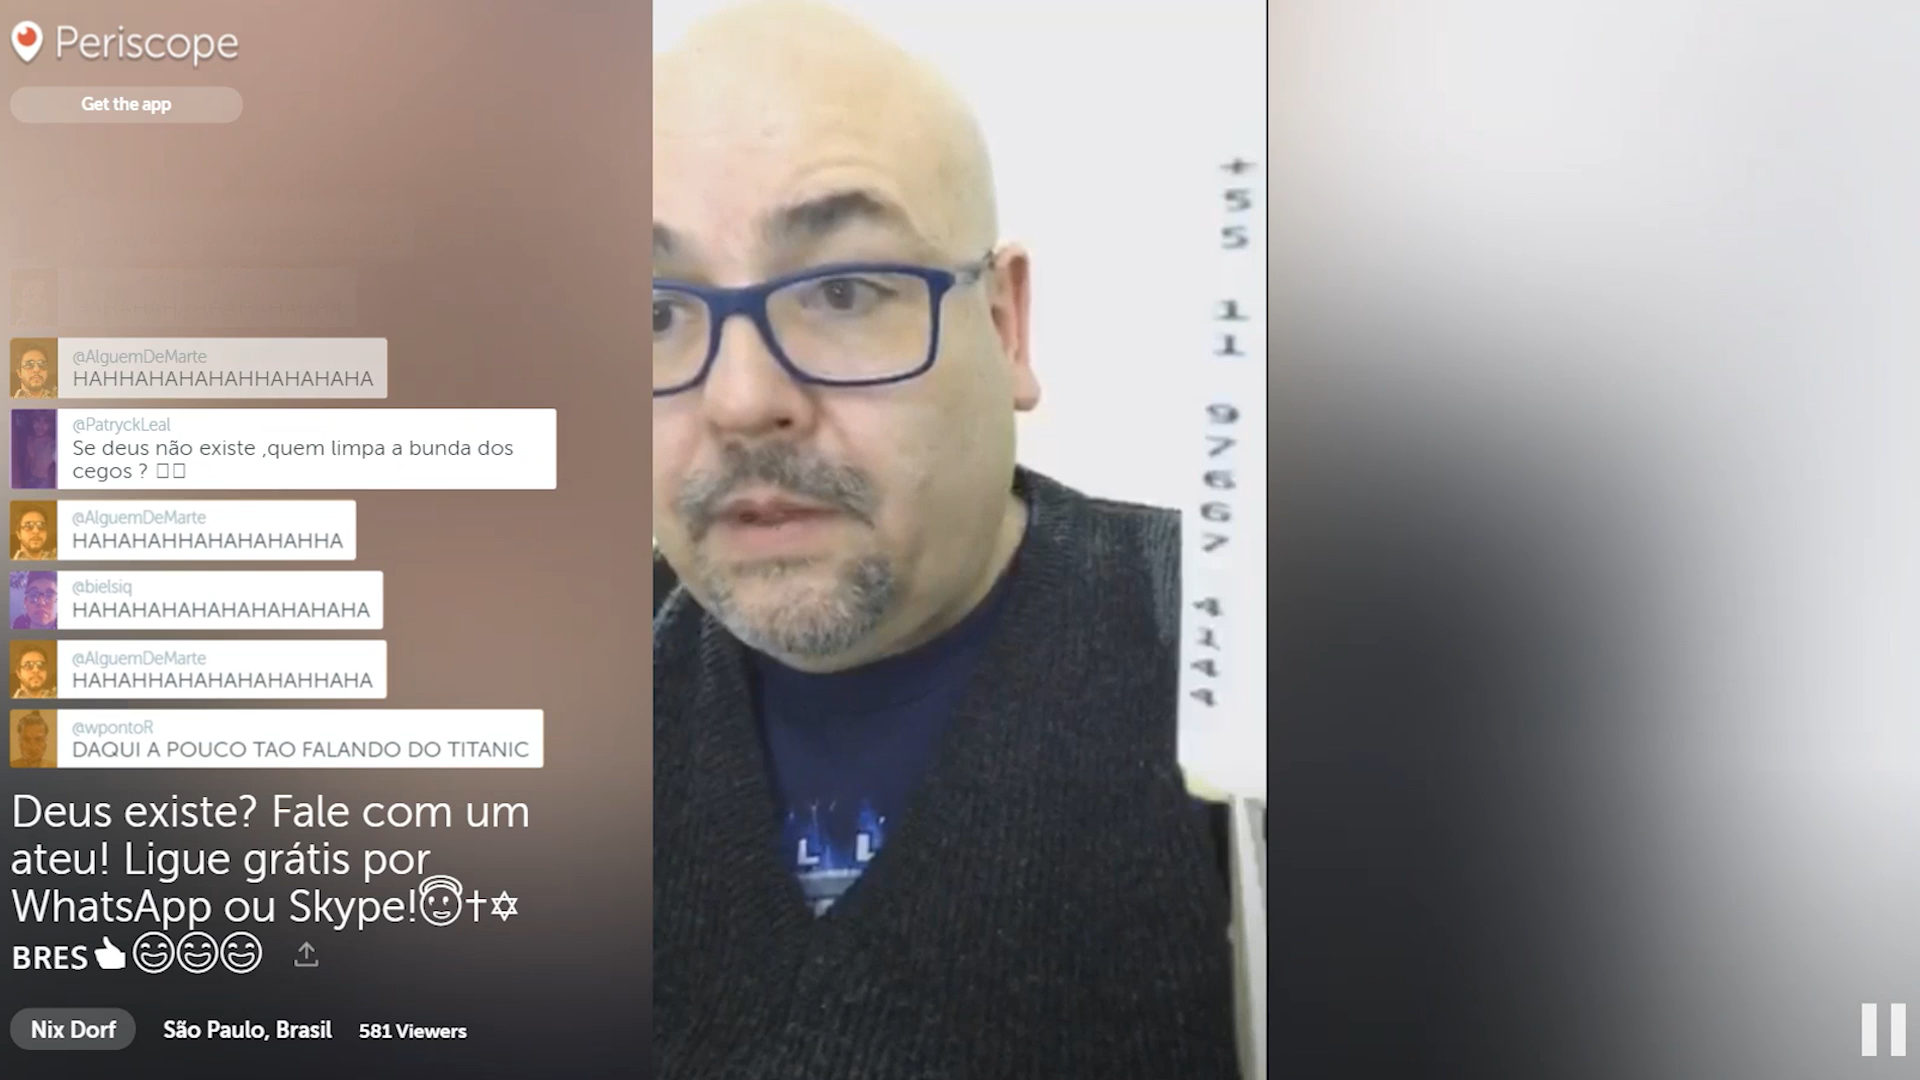 Periscope
Get the app
@AlguemDeMarte
HAHHAHAHAHAHHAHAHAHA
@PatryckLeal
Se deus não existe ,quem limpa a bunda dos
cegos ?
@AlguemDeMarte
HAHAHAHHAHAHAHAHAHHA
@bielsiq
HAHAHAHAHAHAHAHAHAHA
@AlguemDeMarte
HAHAHHAHAHAHAHAHHAHA
@wpontoR
DAQUI A POUCO TAO FALANDO DO TITANIC
Deus existe? Fale com um
ateu! Ligue grátis por
WhatsApp ou Skype!😇✝✡
BRES👍😄😄😄
Nix Dorf São Paulo, Brasil 581 Viewers
+55 11 97667 4144
L L